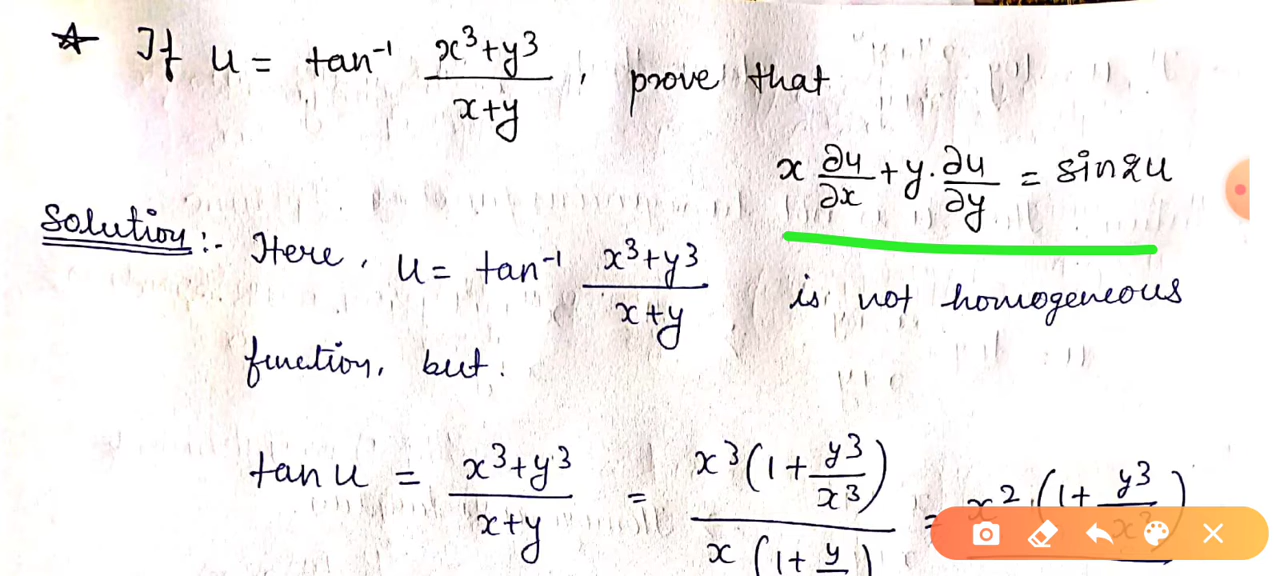 ☆ If u = tan⁻¹ (x³+y³)/(x+y), prove that
x ∂u/∂x + y. ∂u/∂y = sin2u
Solution:- Here, u = tan⁻¹ (x³+y³)/(x+y) is not homogeneous
function, but.
tan u = (x³+y³)/(x+y) = x³(1+y³/x³) / x(1+y/ ) = x²(1+y³/x³)